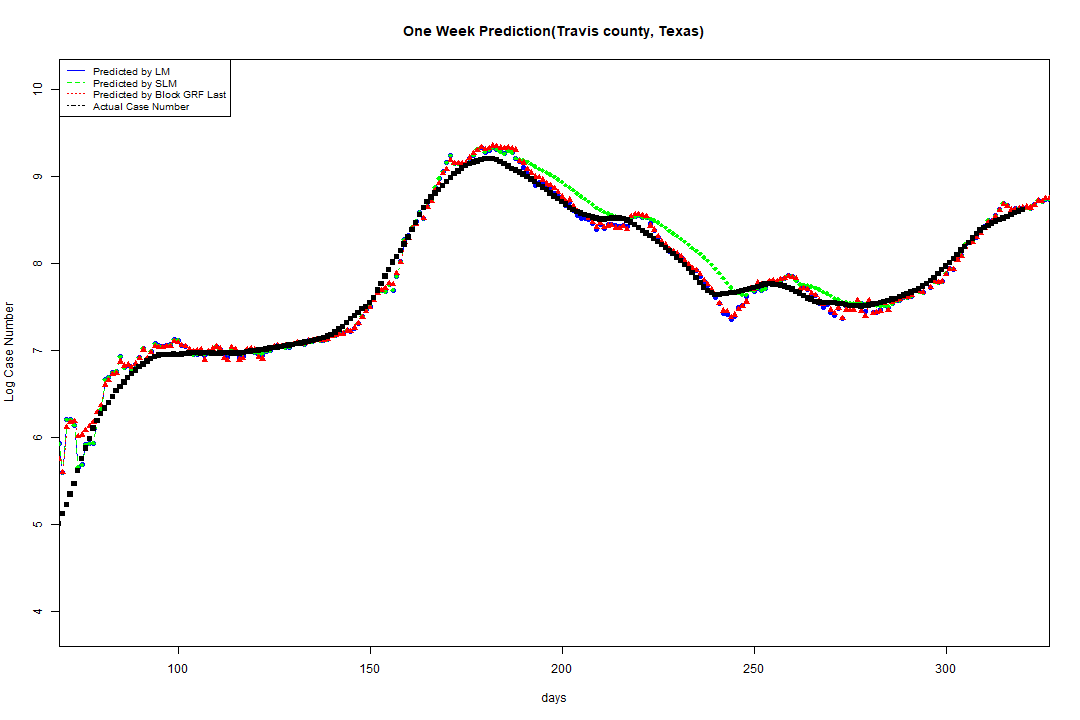 One Week Prediction(Travis county, Texas)
Predicted by LM
Predicted by SLM
Predicted by Block GRF Last
Actual Case Number
10
9
8
7
6
5
4
Log Case Number
100 150 200 250 300
days